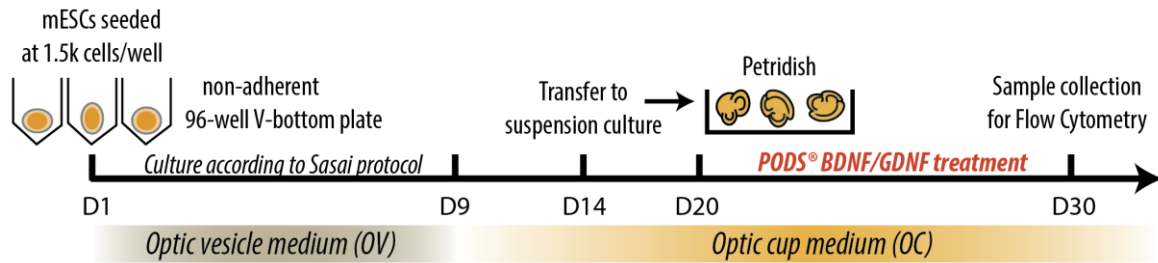 mESCs seeded
at 1.5k cells/well
non-adherent
96-well V-bottom plate
Transfer to
suspension culture
Petridish
Sample collection
for Flow Cytometry
Culture according to Sasai protocol
PODS® BDNF/GDNF treatment
D1
D9
D14
D20
D30
Optic vesicle medium (OV)
Optic cup medium (OC)